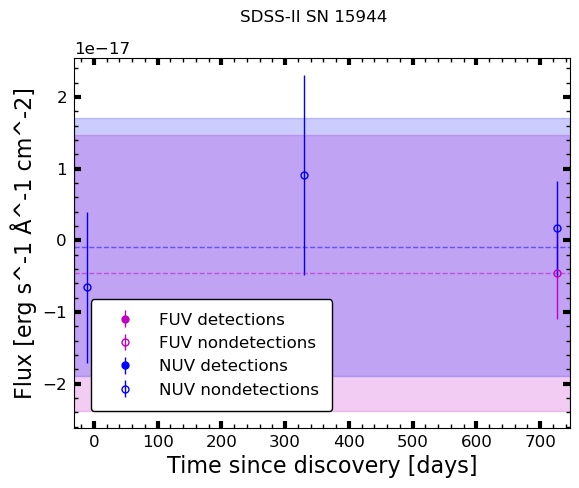 SDSS-II SN 15944
1e−17
2
1
0
−1
−2
Flux [erg s^-1 Å^-1 cm^-2]
FUV detections
FUV nondetections
NUV detections
NUV nondetections
0 100 200 300 400 500 600 700
Time since discovery [days]